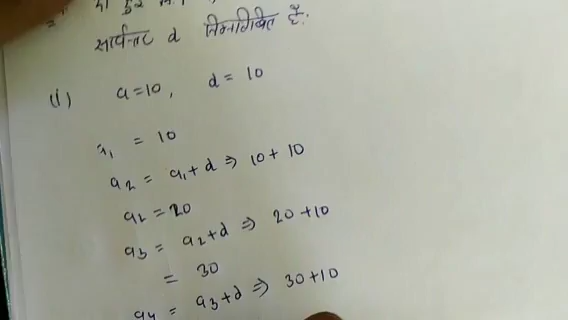 सार्वअंतर d निम्नलिखित हैं:
(i) a=10, d=10
a₁ = 10
a₂ = a₁+d ⇒ 10+10
a₂ = 20
a₃ = a₂+d ⇒ 20+10
= 30
a₄ = a₃+d ⇒ 30+10